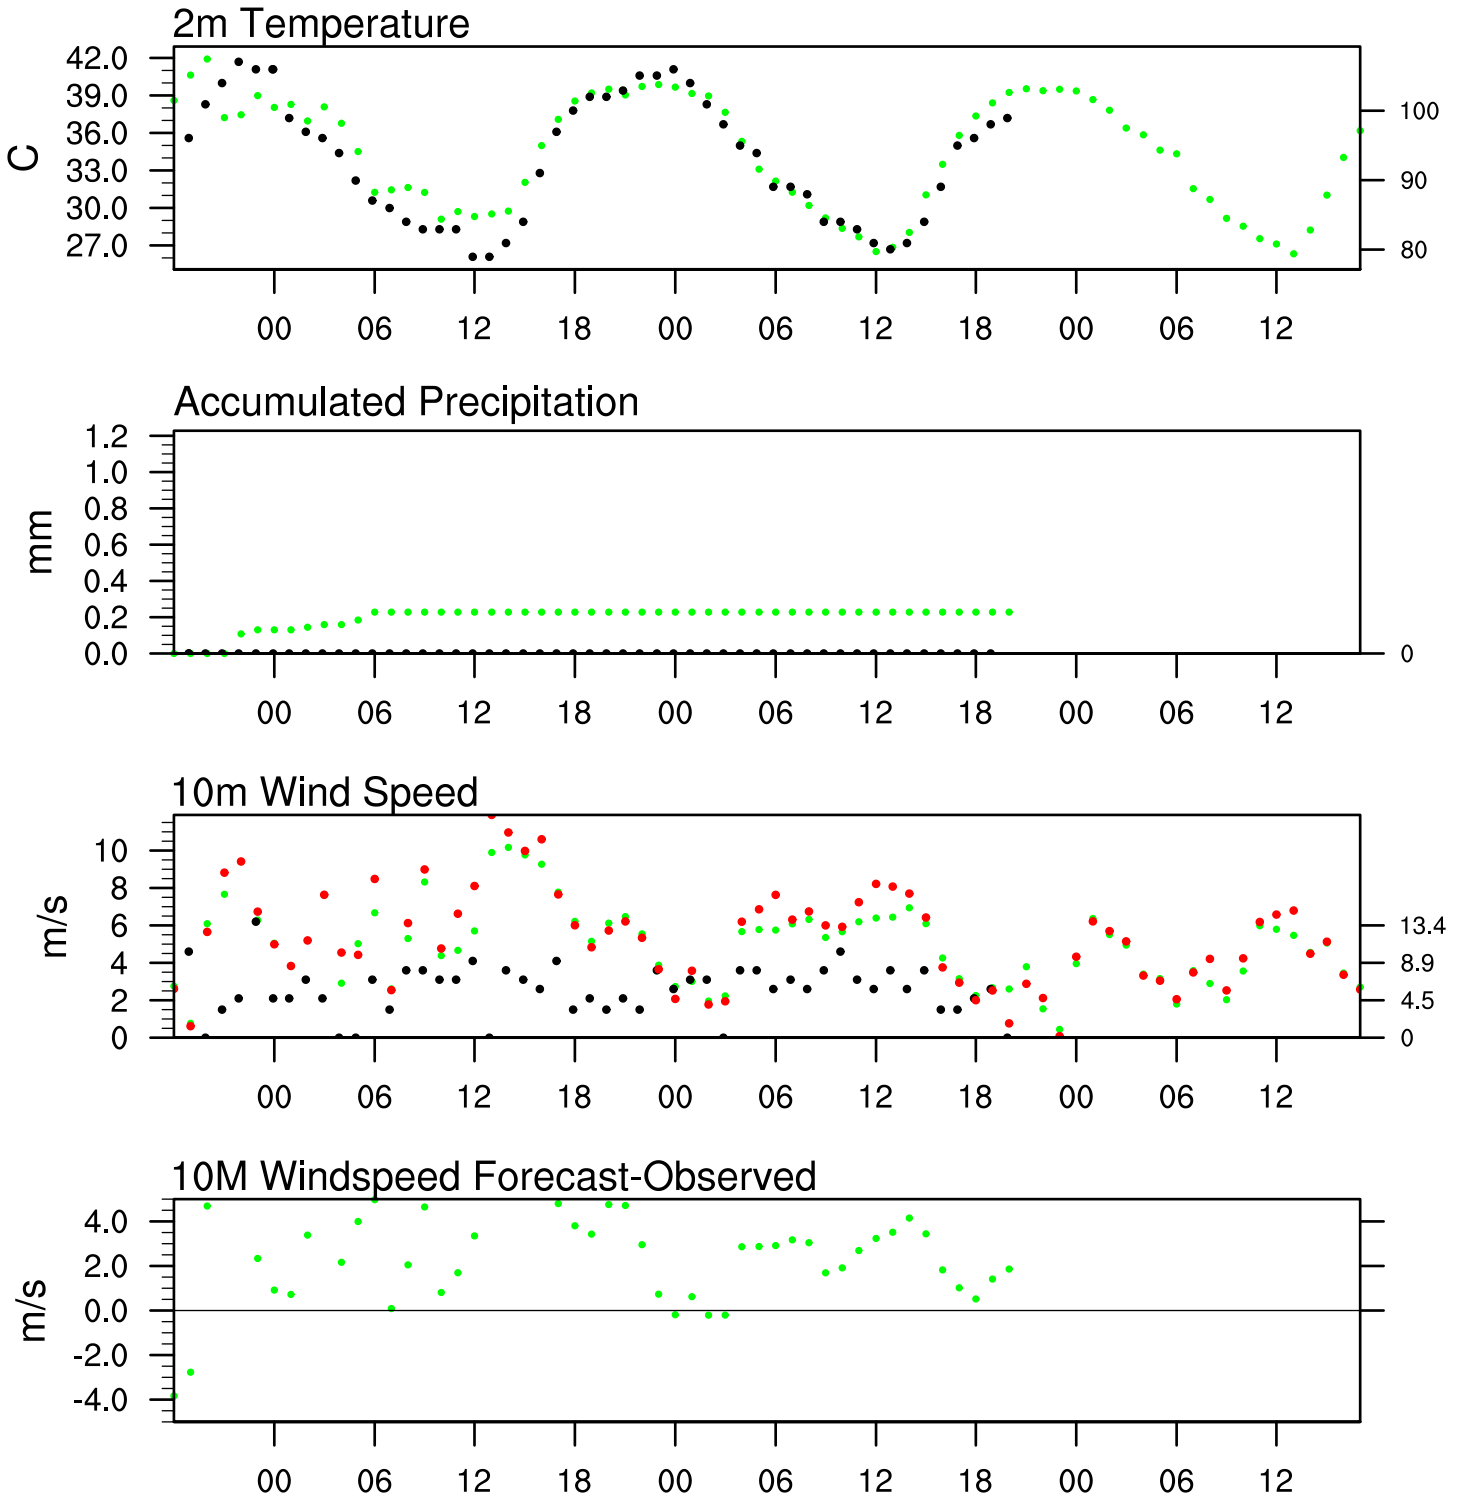 2m Temperature
42.0
39.0
36.0
33.0
30.0
27.0
C
100
90
80
00 06 12 18 00 06 12 18 00 06 12
Accumulated Precipitation
1.2
1.0
0.8
0.6
0.4
0.2
0.0
mm
0
00 06 12 18 00 06 12 18 00 06 12
10m Wind Speed
10
8
6
4
2
0
m/s
13.4
8.9
4.5
0
00 06 12 18 00 06 12 18 00 06 12
10M Windspeed Forecast-Observed
4.0
2.0
0.0
-2.0
-4.0
m/s
00 06 12 18 00 06 12 18 00 06 12